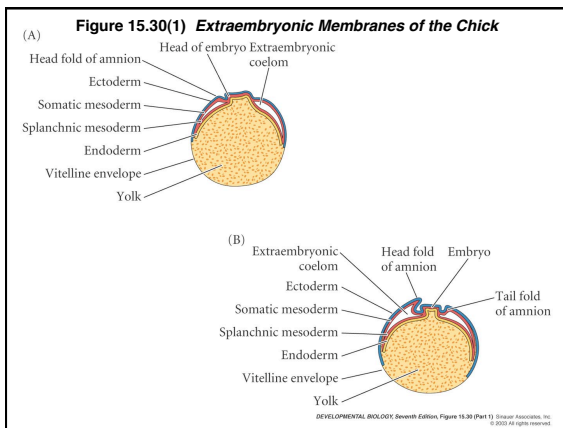 Figure 15.30(1) Extraembryonic Membranes of the Chick
(A)
Head of embryo
Extraembryonic
coelom
Head fold of amnion
Ectoderm
Somatic mesoderm
Splanchnic mesoderm
Endoderm
Vitelline envelope
Yolk
(B)
Extraembryonic
coelom
Head fold
of amnion
Embryo
Ectoderm
Tail fold
of amnion
Somatic mesoderm
Splanchnic mesoderm
Endoderm
Vitelline envelope
Yolk
DEVELOPMENTAL BIOLOGY, Seventh Edition, Figure 15.30 (Part 1) Sinauer Associates, Inc.
© 2003 All rights reserved.